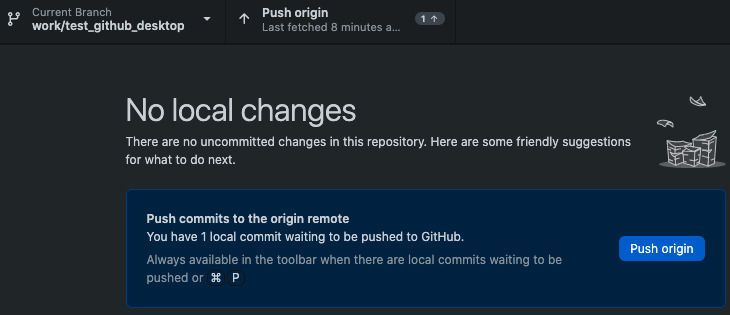 Current Branch
work/test_github_desktop
Push origin
Last fetched 8 minutes a...
1 ↑
No local changes
There are no uncommitted changes in this repository. Here are some friendly suggestions
for what to do next.
Push commits to the origin remote
You have 1 local commit waiting to be pushed to GitHub.
Always available in the toolbar when there are local commits waiting to be
pushed or ⌘ P
Push origin